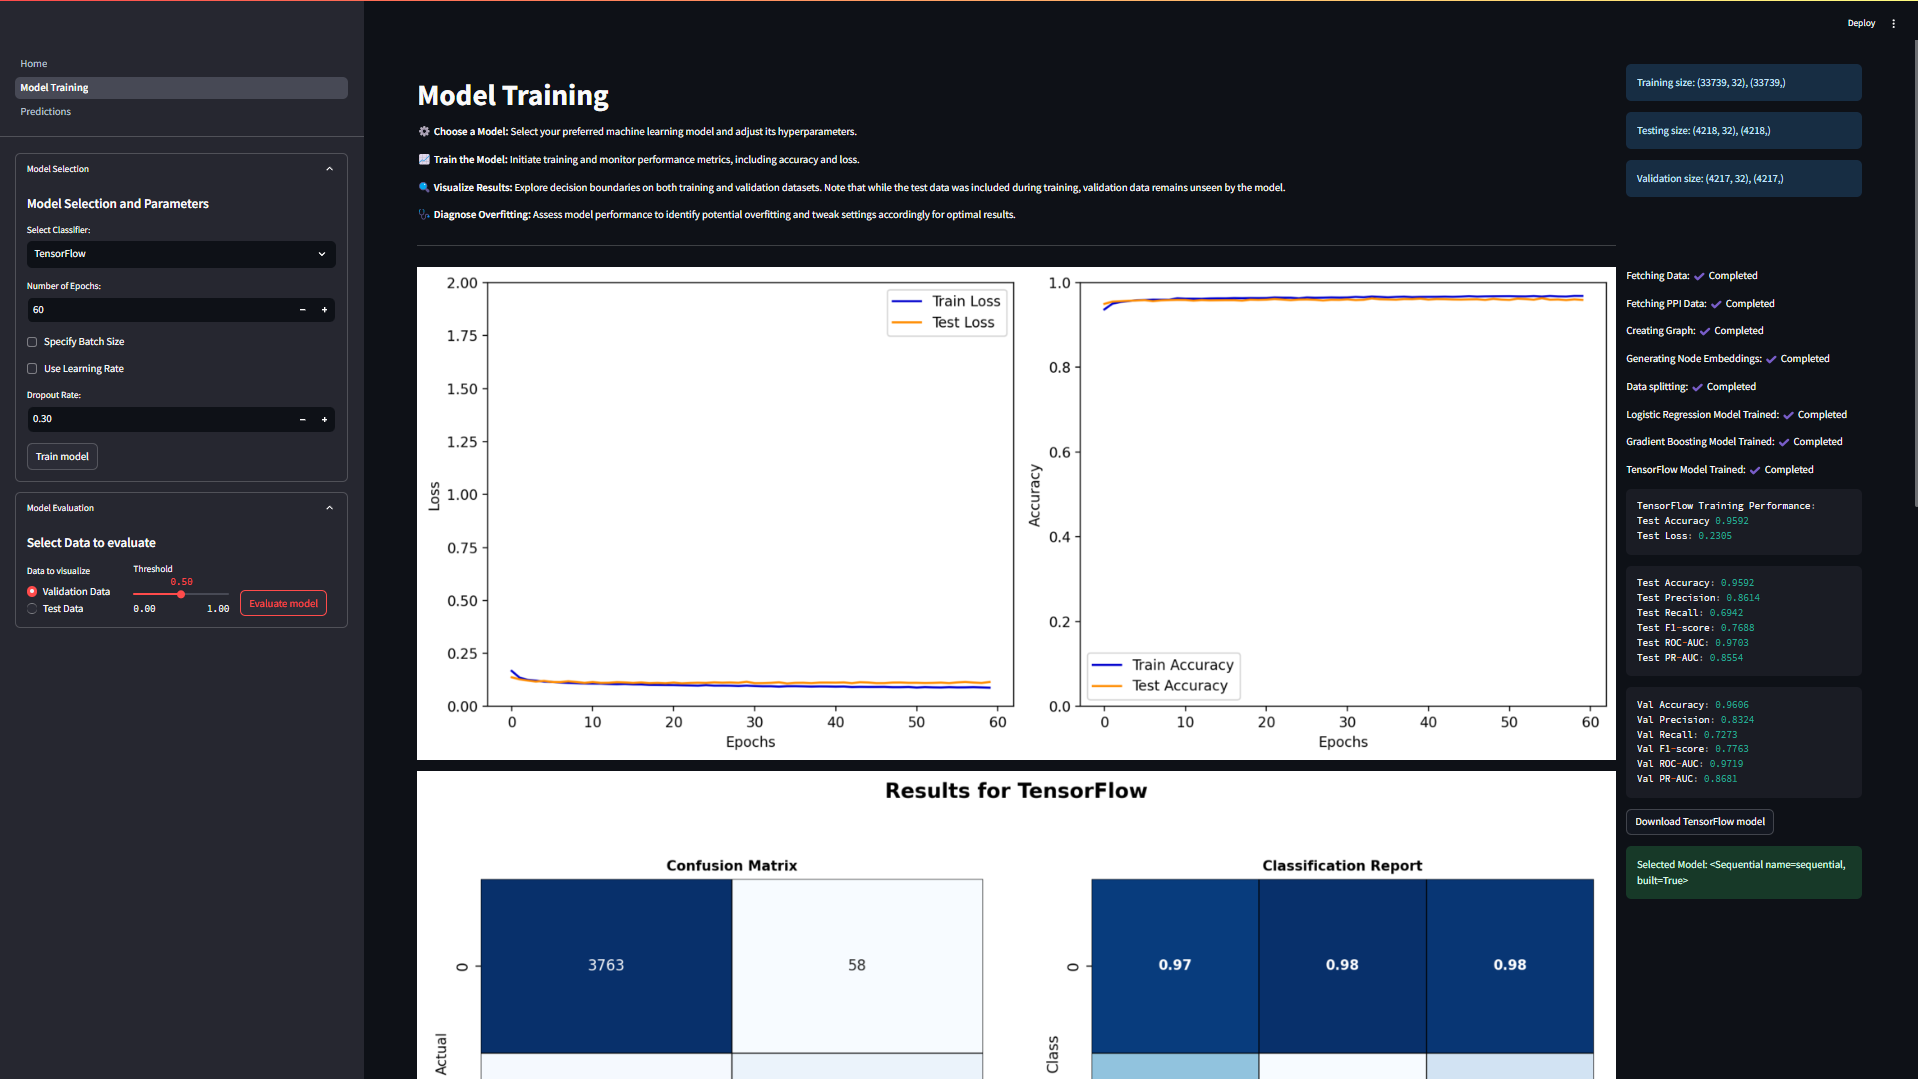 Deploy
Home
Model Training
Predictions
Model Selection
Model Selection and Parameters
Select Classifier:
TensorFlow
Number of Epochs:
60
Specify Batch Size
Use Learning Rate
Dropout Rate:
0.30
Train model
Model Evaluation
Select Data to evaluate
Data to visualize
Validation Data
Test Data
Threshold
0.50
0.00 1.00
Evaluate model
Model Training
Choose a Model: Select your preferred machine learning model and adjust its hyperparameters.
Train the Model: Initiate training and monitor performance metrics, including accuracy and loss.
Visualize Results: Explore decision boundaries on both training and validation datasets. Note that while the test data was included during training, validation data remains unseen by the model.
Diagnose Overfitting: Assess model performance to identify potential overfitting and tweak settings accordingly for optimal results.
2.00
1.75
1.50
1.25
1.00
0.75
0.50
0.25
0.00
Loss
Train Loss
Test Loss
0 10 20 30 40 50 60
Epochs
1.0
0.8
0.6
0.4
0.2
0.0
Accuracy
Train Accuracy
Test Accuracy
0 10 20 30 40 50 60
Epochs
Results for TensorFlow
Confusion Matrix
3763 58
0
Actual
Classification Report
0.97 0.98 0.98
0
Class
Training size: (33739, 32), (33739,)
Testing size: (4218, 32), (4218,)
Validation size: (4217, 32), (4217,)
Fetching Data: Completed
Fetching PPI Data: Completed
Creating Graph: Completed
Generating Node Embeddings: Completed
Data splitting: Completed
Logistic Regression Model Trained: Completed
Gradient Boosting Model Trained: Completed
TensorFlow Model Trained: Completed
TensorFlow Training Performance:
Test Accuracy 0.9592
Test Loss: 0.2305
Test Accuracy: 0.9592
Test Precision: 0.8614
Test Recall: 0.6942
Test F1-score: 0.7688
Test ROC-AUC: 0.9703
Test PR-AUC: 0.8554
Val Accuracy: 0.9606
Val Precision: 0.8324
Val Recall: 0.7273
Val F1-score: 0.7763
Val ROC-AUC: 0.9719
Val PR-AUC: 0.8681
Download TensorFlow model
Selected Model: <Sequential name=sequential,
built=True>